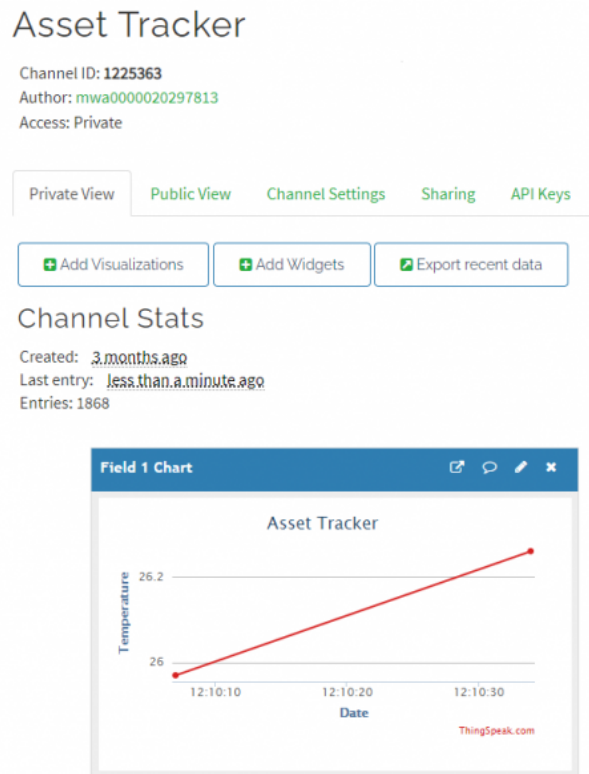 Asset Tracker
Channel ID: 1225363
Author: mwa0000020297813
Access: Private
Private View Public View Channel Settings Sharing API Keys
Add Visualizations Add Widgets Export recent data
Channel Stats
Created: 3 months ago
Last entry: less than a minute ago
Entries: 1868
Field 1 Chart
Asset Tracker
Temperature
26.2
26
12:10:10 12:10:20 12:10:30
Date
ThingSpeak.com